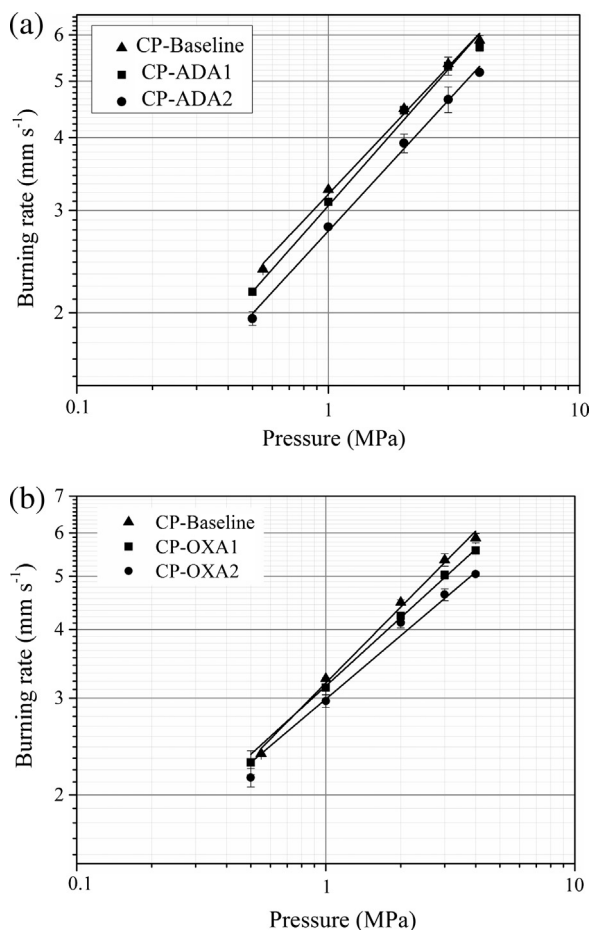 (a)
CP-Baseline
CP-ADA1
CP-ADA2
6
5
4
3
2
Burning rate (mm s⁻¹)
0.1
1
10
Pressure (MPa)
(b)
7
CP-Baseline
CP-OXA1
CP-OXA2
6
5
4
3
2
Burning rate (mm s⁻¹)
0.1
1
10
Pressure (MPa)